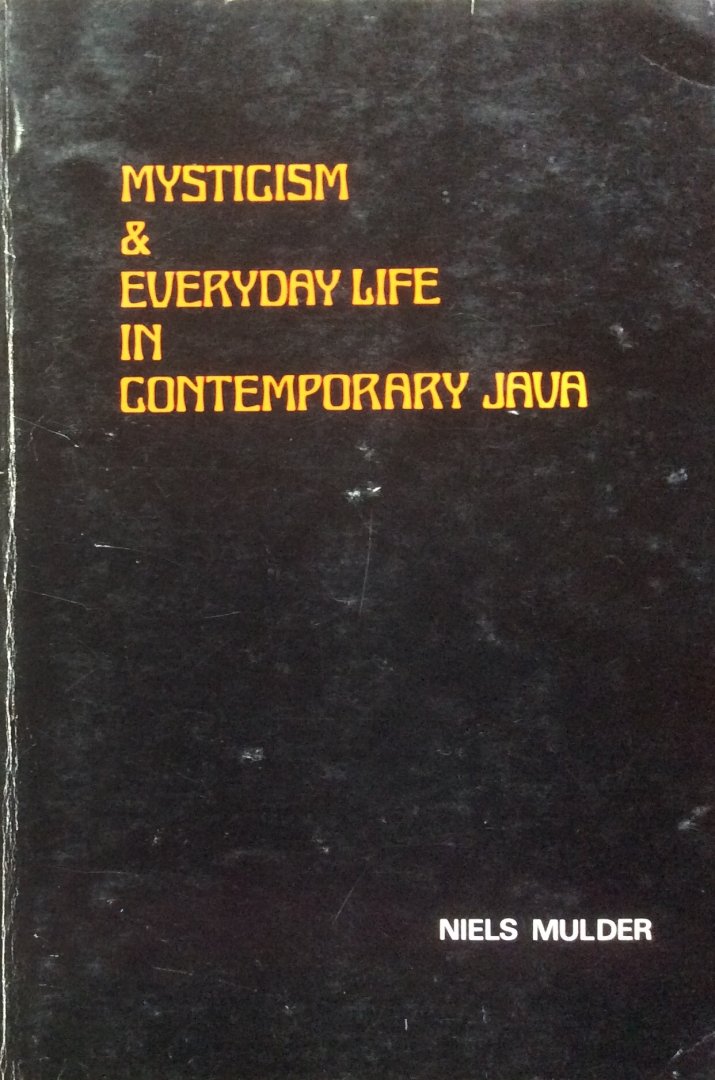 MYSTICISM
&
EVERYDAY LIFE
IN
CONTEMPORARY JAVA
NIELS MULDER